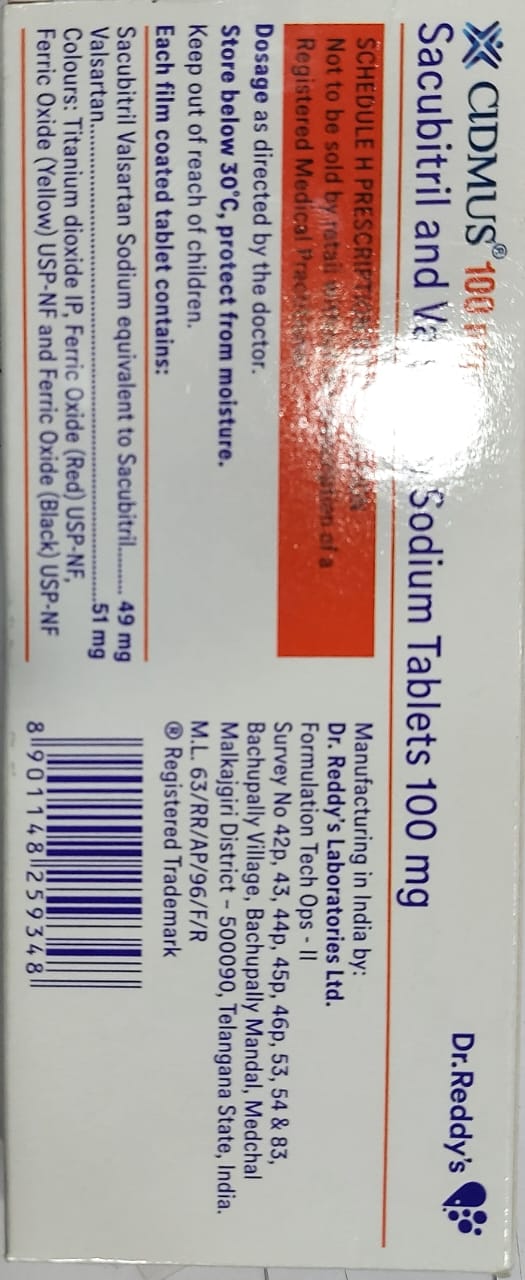 CIDMUS® 100
Sacubitril and Sodium Tablets 100 mg
Dr.Reddy's
SCHEDULE H PRESCRIPTION
Not to be sold by retail of a
Registered Medical
Dosage as directed by the doctor.
Store below 30°C, protect from moisture.
Keep out of reach of children.
Each film coated tablet contains:
Sacubitril Valsartan Sodium equivalent to Sacubitril......... 49 mg
Valsartan..................................................................51 mg
Colours: Titanium dioxide IP, Ferric Oxide (Red) USP-NF,
Ferric Oxide (Yellow) USP-NF and Ferric Oxide (Black) USP-NF
Manufacturing in India by:
Dr. Reddy's Laboratories Ltd.
Formulation Tech Ops - II
Survey No 42p, 43, 44p, 45p, 46p, 53, 54 & 83,
Bachupally Village, Bachupally Mandal, Medchal
Malkajgiri District – 500090, Telangana State, India.
M.L. 63/RR/AP/96/F/R
® Registered Trademark
8 901148 259348